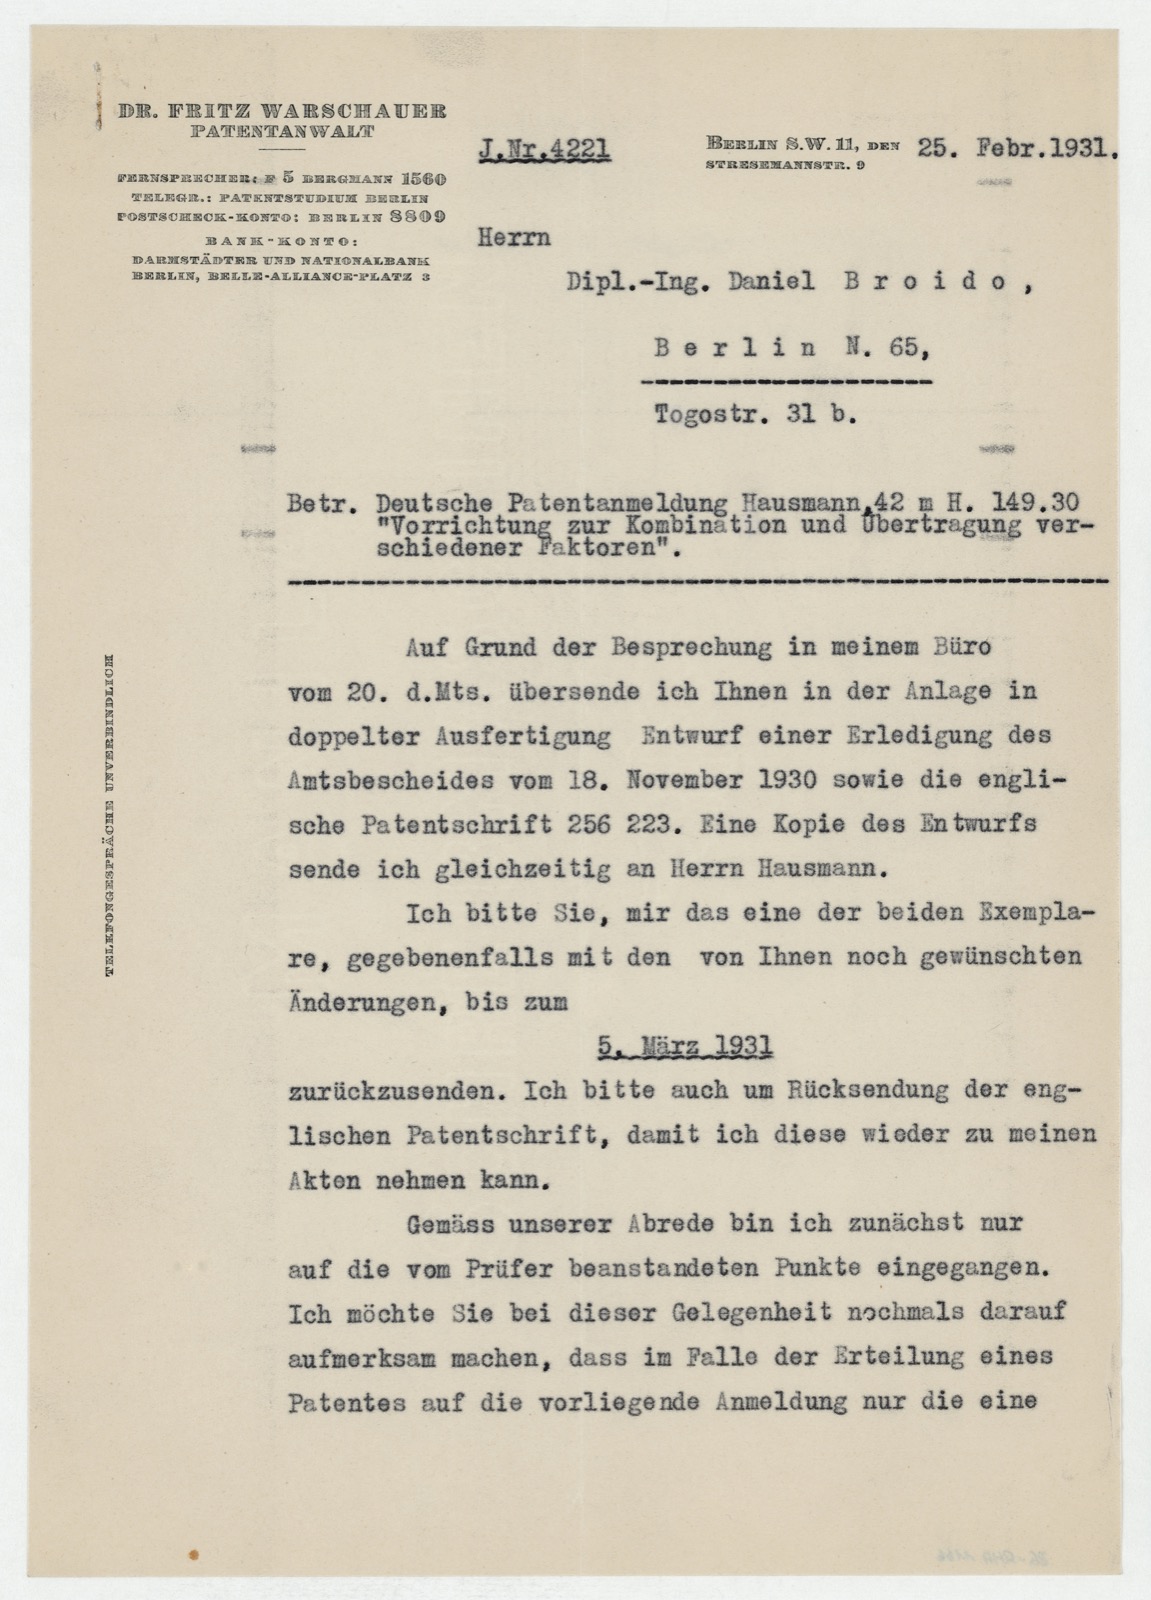 DR. FRITZ WARSCHAUER
PATENTANWALT
FERNSPRECHER: F 5 BERGMANN 1560
TELEGR.: PATENTSTUDIUM BERLIN
POSTSCHECK-KONTO: BERLIN 8809
BANK-KONTO:
DARMSTÄDTER UND NATIONALBANK
BERLIN, BELLE-ALLIANCE-PLATZ 3
J.Nr.4221
BERLIN S.W. 11, DEN 25. Febr.1931.
STRESEMANNSTR. 9
Herrn
Dipl.-Ing. Daniel B r o i d o ,
B e r l i n N. 65,
Togostr. 31 b.
Betr. Deutsche Patentanmeldung Hausmann,42 m H. 149.30
"Vorrichtung zur Kombination und Übertragung ver-
schiedener Faktoren".
TELEFONGESPRÄCHE UNVERBINDLICH
Auf Grund der Besprechung in meinem Büro
vom 20. d.Mts. übersende ich Ihnen in der Anlage in
doppelter Ausfertigung Entwurf einer Erledigung des
Amtsbescheides vom 18. November 1930 sowie die engli-
sche Patentschrift 256 223. Eine Kopie des Entwurfs
sende ich gleichzeitig an Herrn Hausmann.
Ich bitte Sie, mir das eine der beiden Exempla-
re, gegebenenfalls mit den von Ihnen noch gewünschten
Änderungen, bis zum
5. März 1931
zurückzusenden. Ich bitte auch um Rücksendung der eng-
lischen Patentschrift, damit ich diese wieder zu meinen
Akten nehmen kann.
Gemäss unserer Abrede bin ich zunächst nur
auf die vom Prüfer beanstandeten Punkte eingegangen.
Ich möchte Sie bei dieser Gelegenheit nochmals darauf
aufmerksam machen, dass im Falle der Erteilung eines
Patentes auf die vorliegende Anmeldung nur die eine